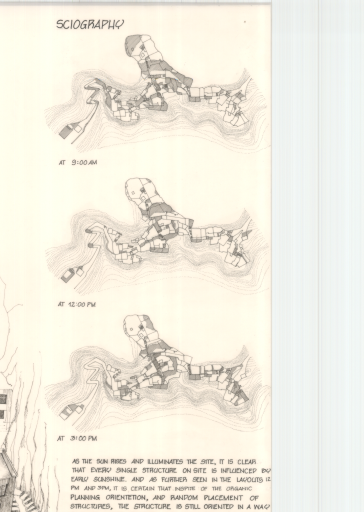 SCIOGRAPHY
AT 9:00 AM
AT 12:00 PM
AT 3:00 PM
AS THE SUN RISES AND ILLUMINATES THE SITE, IT IS CLEAR
THAT EVERY SINGLE STRUCTURE ON SITE IS INFLUENCED BY
EARLY SUNSHINE. AND AS FURTHER SEEN IN THE LAYOUTS 12
PM AND 3PM, IT IS CERTAIN THAT INSPITE OF THE ORGANIC
PLANNING ORIENTETION, AND RANDOM PLACEMENT OF
STRUCTURES, THE STRUCTURE IS STILL ORIENTED IN A WAY